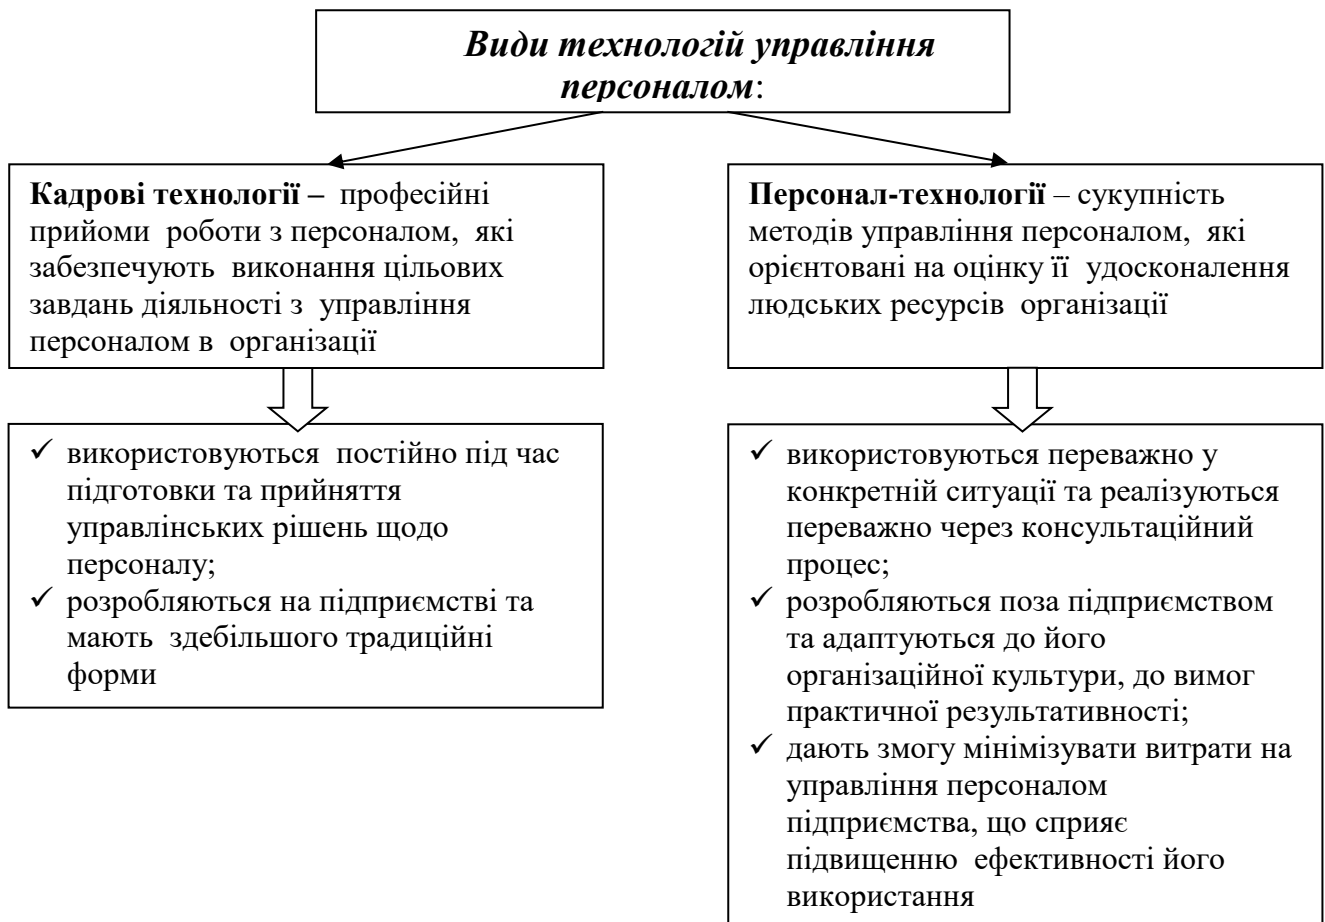 Види технологій управління
персоналом:
Кадрові технології – професійні
прийоми роботи з персоналом, які
забезпечують виконання цільових
завдань діяльності з управління
персоналом в організації
Персонал-технології – сукупність
методів управління персоналом, які
орієнтовані на оцінку її удосконалення
людських ресурсів організації
✓ використовуються постійно під час
підготовки та прийняття
управлінських рішень щодо
персоналу;
✓ розробляються на підприємстві та
мають здебільшого традиційні
форми
✓ використовуються переважно у
конкретній ситуації та реалізуються
переважно через консультаційний
процес;
✓ розробляються поза підприємством
та адаптуються до його
організаційної культури, до вимог
практичної результативності;
✓ дають змогу мінімізувати витрати на
управління персоналом
підприємства, що сприяє
підвищенню ефективності його
використання